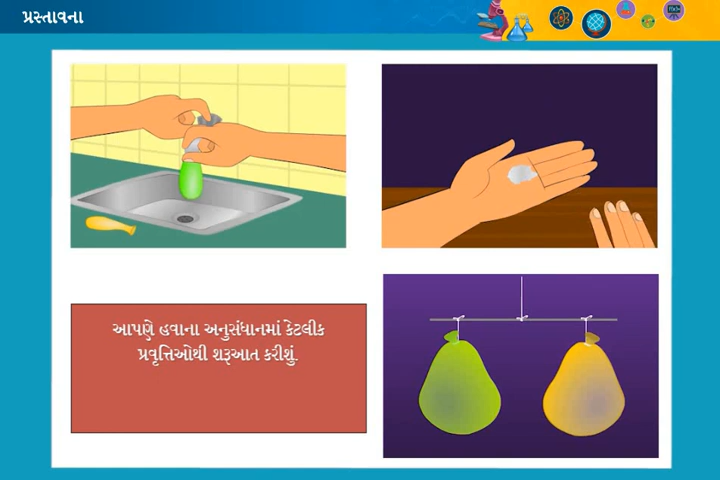 પ્રસ્તાવના
આપણે હવાના અનુસંધાનમાં કેટલીક
પ્રવૃત્તિઓથી શરૂઆત કરીશું.